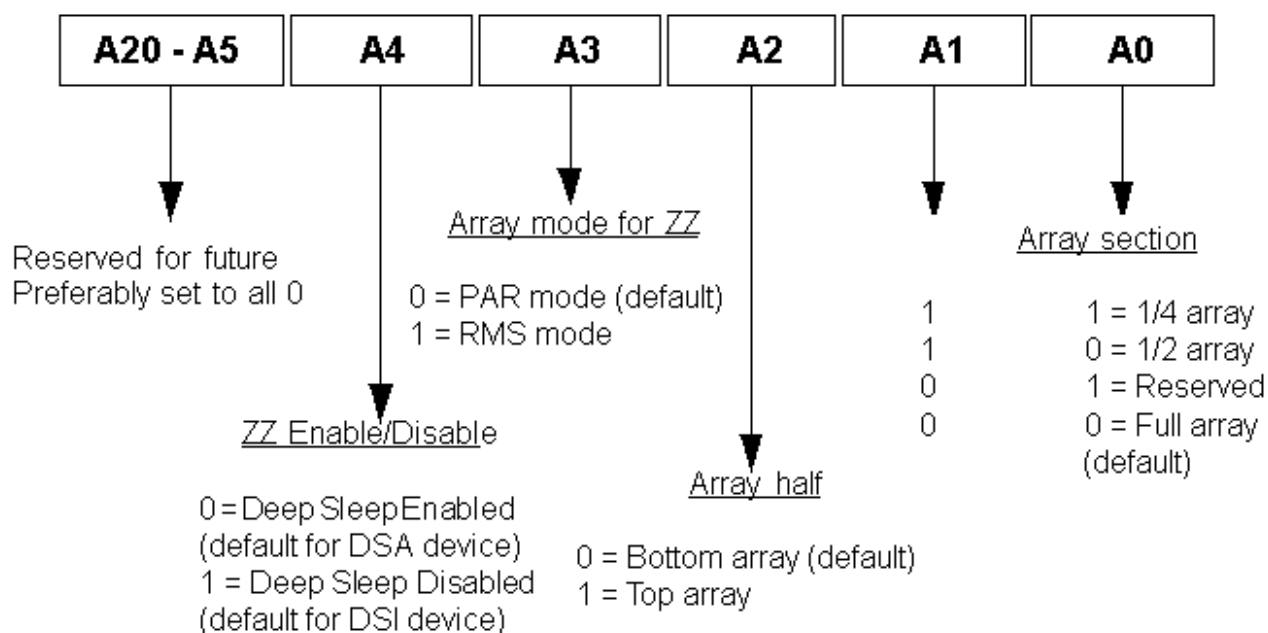 A20 - A5 A4 A3 A2 A1 A0
Reserved for future
Preferably set to all 0
ZZ Enable/Disable
0 = Deep Sleep Enabled
(default for DSA device)
1 = Deep Sleep Disabled
(default for DSI device)
Array mode for ZZ
0 = PAR mode (default)
1 = RMS mode
Array half
0 = Bottom array (default)
1 = Top array
Array section
1 1 = 1/4 array
1 0 = 1/2 array
0 1 = Reserved
0 0 = Full array
(default)